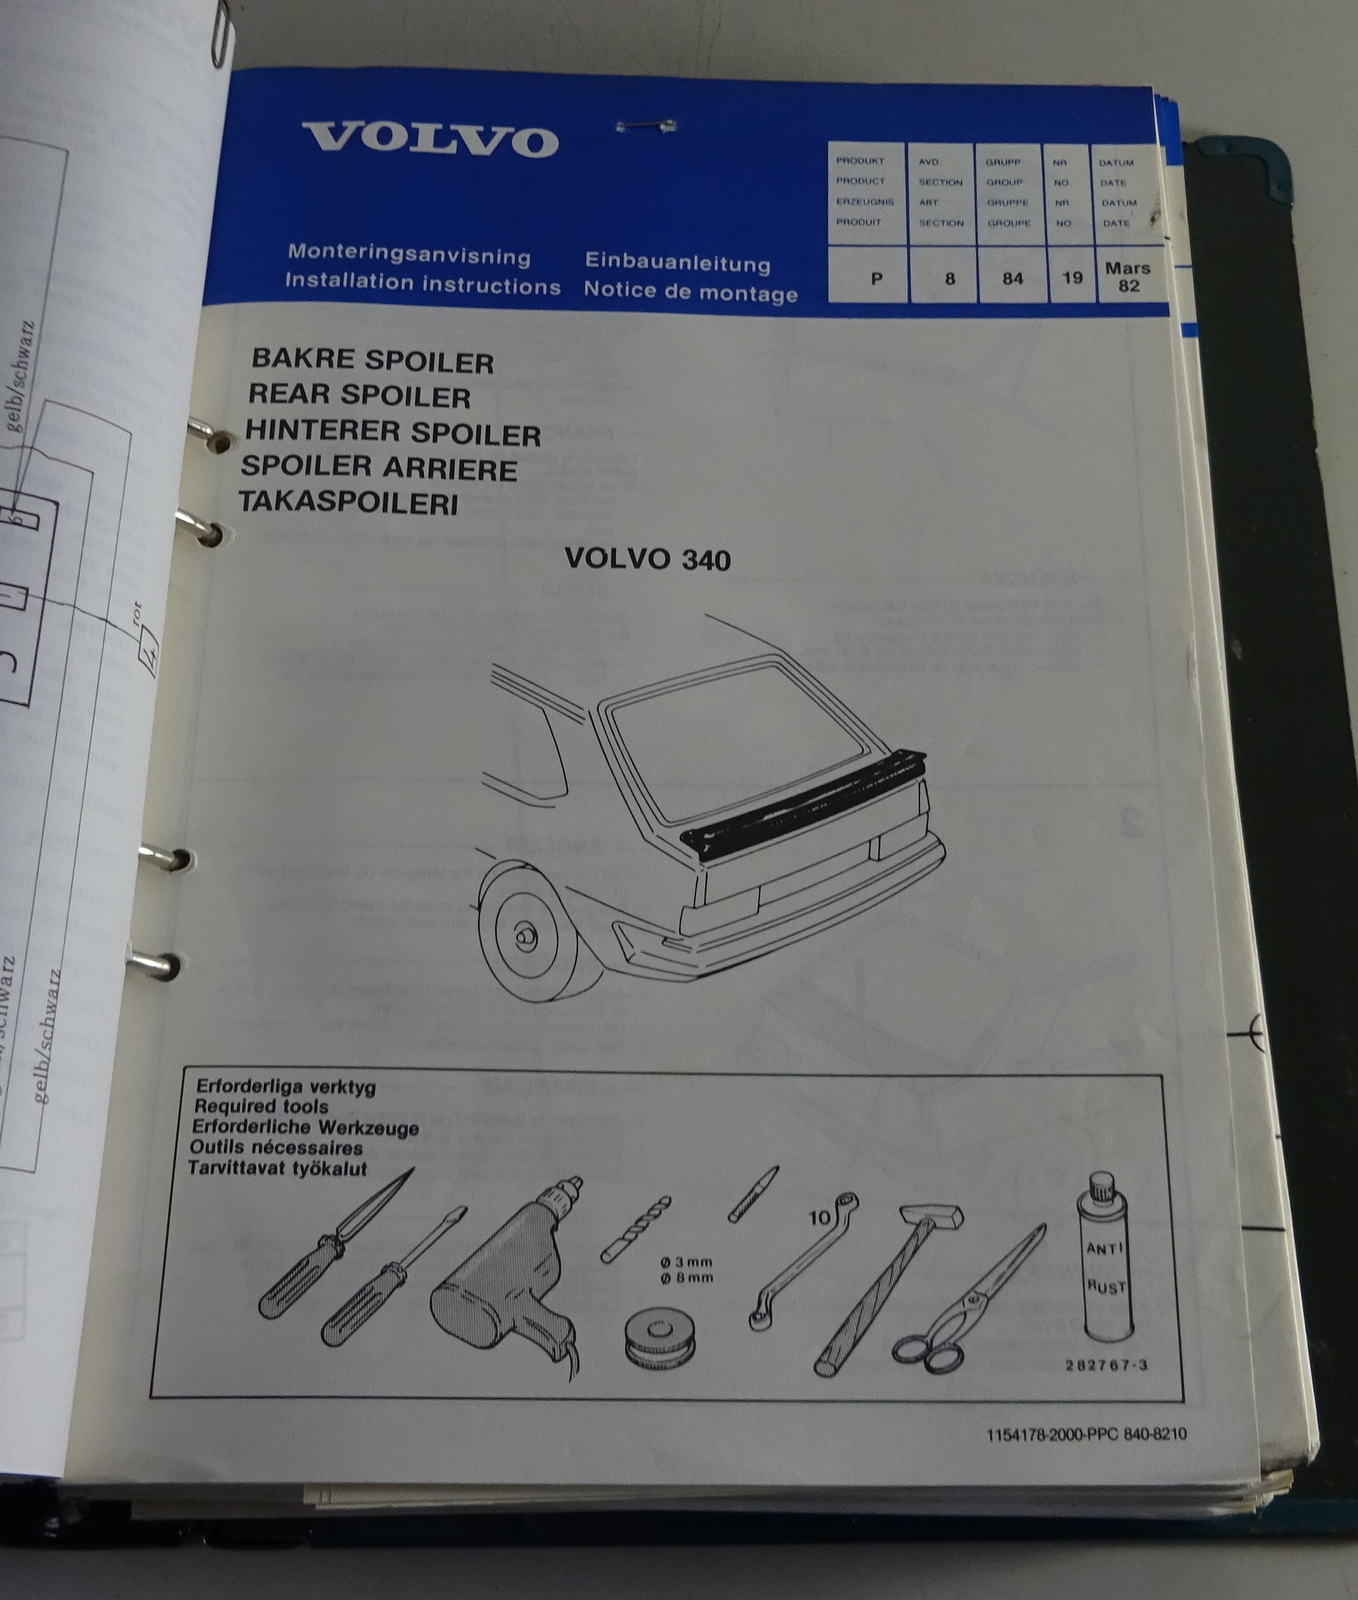 VOLVO
Monteringsanvisning
Installation instructions
Einbauanleitung
Notice de montage
PRODUKT AVD. GRUPP NR DATUM
PRODUCT SECTION GROUP NO. DATE
ERZEUGNIS ABT. GRUPPE NR. DATUM
PRODUIT SECTION GROUPE NO. DATE
P 8 84 19 Mars 82
BAKRE SPOILER
REAR SPOILER
HINTERER SPOILER
SPOILER ARRIERE
TAKASPOILERI
VOLVO 340
Erforderliga verktyg
Required tools
Erforderliche Werkzeuge
Outils nécessaires
Tarvittavat työkalut
Ø 3 mm
Ø 8 mm
10
ANTI
RUST
282767-3
1154178-2000-PPC 840-8210
gelb/schwarz
rot
4
gelb/schwarz